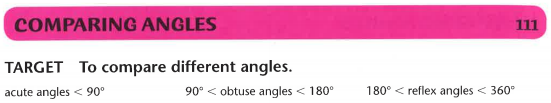 COMPARING ANGLES 111
TARGET To compare different angles.
acute angles < 90° 90° < obtuse angles < 180° 180° < reflex angles < 360°